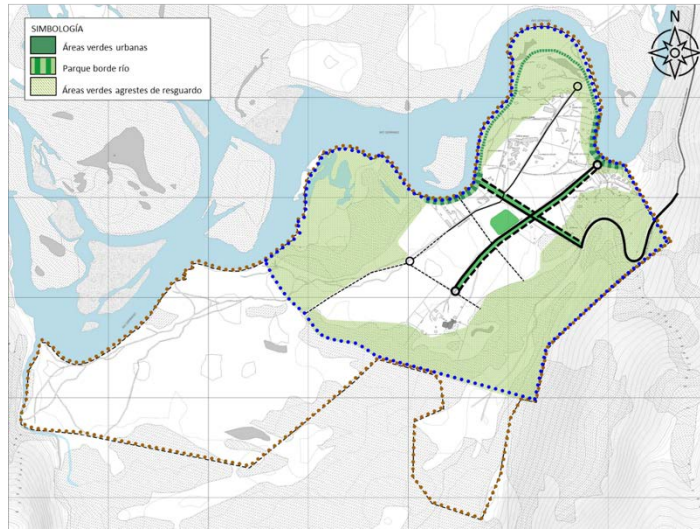 SIMBOLOGÍA
Áreas verdes urbanas
Parque borde río
Áreas verdes agrestes de resguardo
N